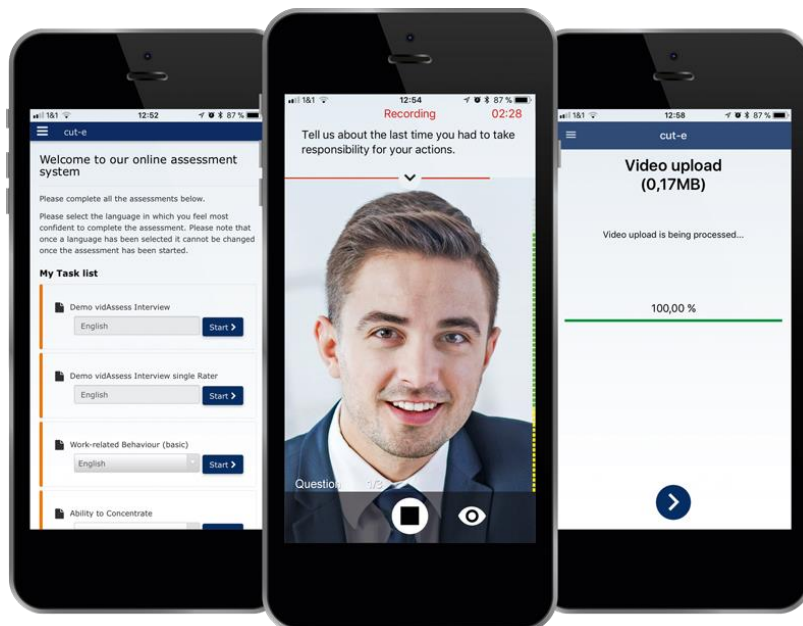 1&1 12:52 87 %
cut-e
Welcome to our online assessment
system
Please complete all the assessments below.
Please select the language in which you feel most
confident to complete the assessment. Please note that
once a language has been selected it cannot be changed
once the assessment has been started.
My Task list
Demo vidAssess Interview
English Start
Demo vidAssess Interview single Rater
English Start
Work-related Behaviour (basic)
English Start
Ability to Concentrate
1&1 12:54 87 %
Recording 02:28
Tell us about the last time you had to take
responsibility for your actions.
Question 1/3
1&1 12:58 87 %
cut-e
Video upload
(0,17MB)
Video upload is being processed...
100,00 %